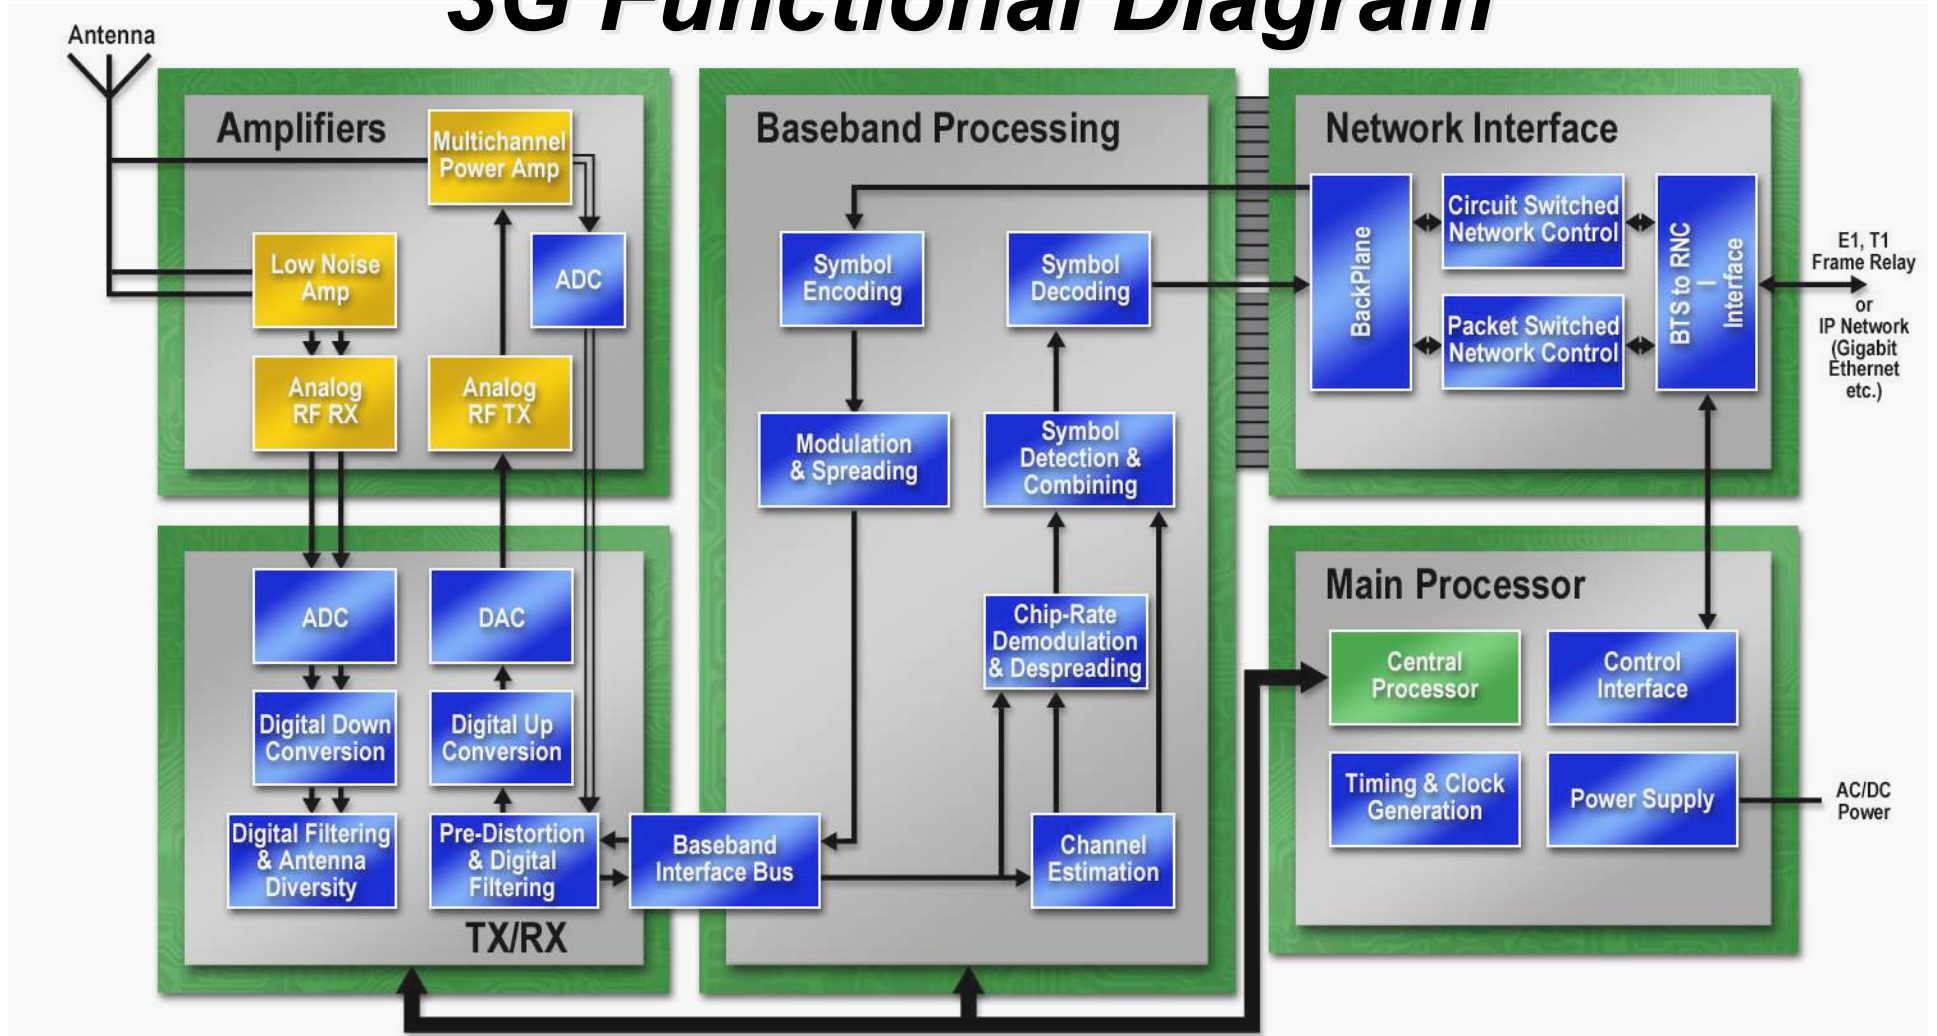 3G Functional Diagram
Antenna
Amplifiers
Multichannel
Power Amp
Low Noise
Amp
ADC
Analog
RF RX
Analog
RF TX
ADC
DAC
Digital Down
Conversion
Digital Up
Conversion
Digital Filtering
& Antenna
Diversity
Pre-Distortion
& Digital
Filtering
TX/RX
Baseband Processing
Symbol
Encoding
Symbol
Decoding
Modulation
& Spreading
Symbol
Detection &
Combining
Chip-Rate
Demodulation
& Despreading
Baseband
Interface Bus
Channel
Estimation
Network Interface
BackPlane
Circuit Switched
Network Control
Packet Switched
Network Control
BTS to RNC
|
Interface
E1, T1
Frame Relay
or
IP Network
(Gigabit
Ethernet
etc.)
Main Processor
Central
Processor
Control
Interface
Timing & Clock
Generation
Power Supply
AC/DC
Power